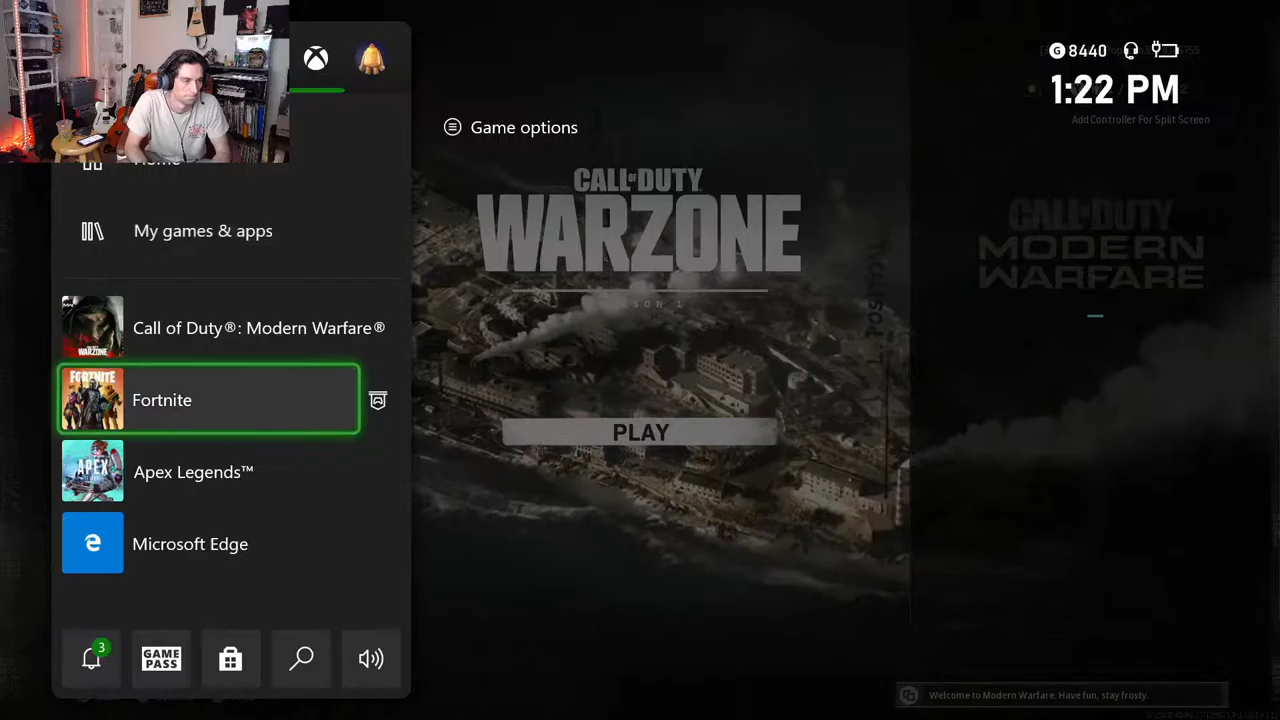 G 8440
1:22 PM
Add Controller For Split Screen
Game options
Home
My games & apps
CALL OF DUTY
WARZONE
CALL OF DUTY
MODERN
WARFARE
Call of Duty®: Modern Warfare®
WARZONE
FORTNITE
Fortnite
PLAY
APEX
Apex Legends™
e
Microsoft Edge
3
GAME
PASS
Welcome to Modern Warfare. Have fun, stay frosty.